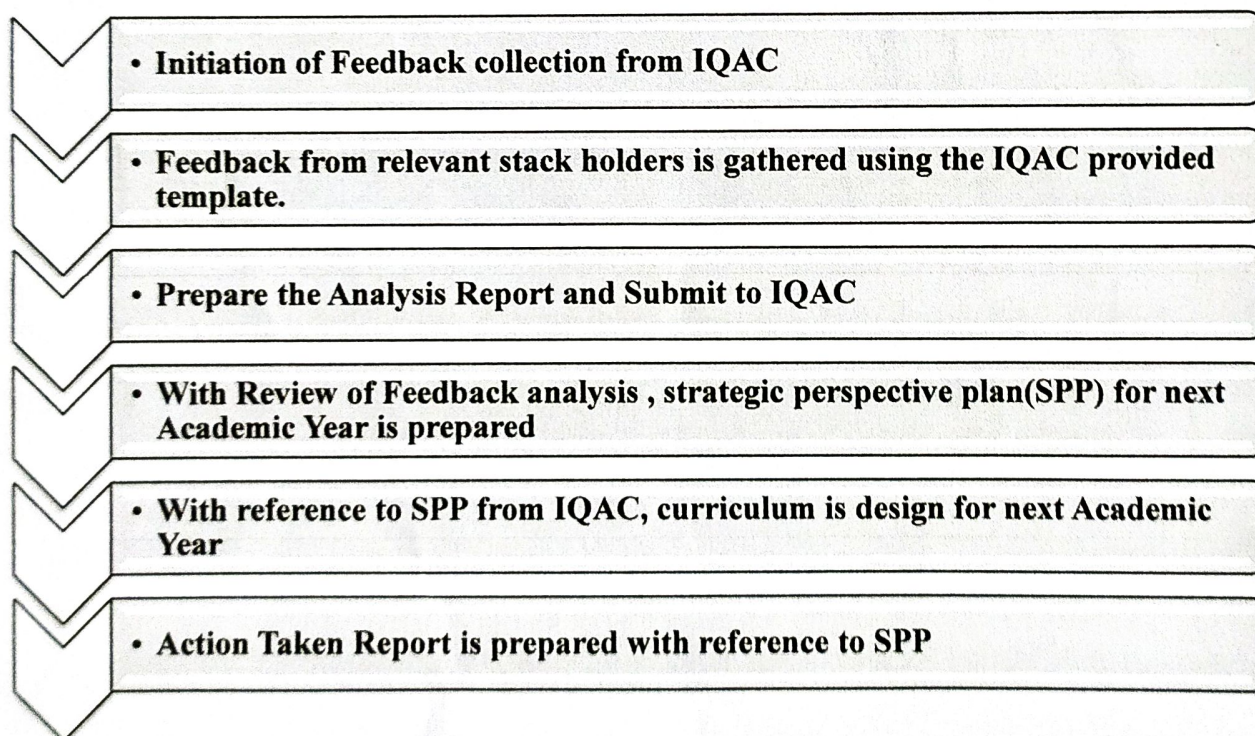 • Initiation of Feedback collection from IQAC
• Feedback from relevant stack holders is gathered using the IQAC provided
template.
• Prepare the Analysis Report and Submit to IQAC
• With Review of Feedback analysis , strategic perspective plan(SPP) for next
Academic Year is prepared
• With reference to SPP from IQAC, curriculum is design for next Academic
Year
• Action Taken Report is prepared with reference to SPP